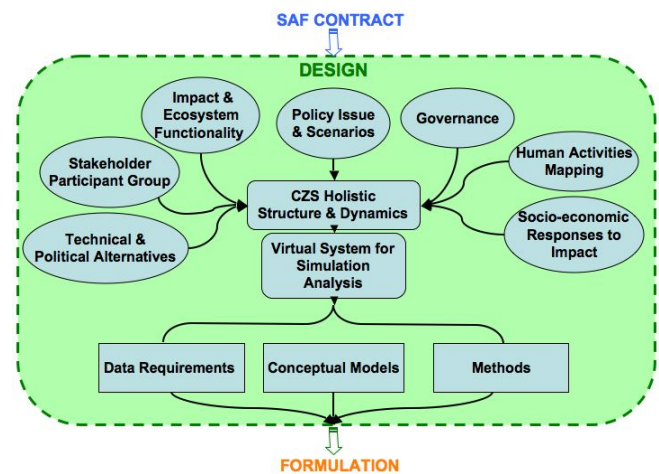 SAF CONTRACT
DESIGN
Impact &
Ecosystem
Functionality
Policy Issue
& Scenarios
Governance
Stakeholder
Participant Group
Human Activities
Mapping
CZS Holistic
Structure & Dynamics
Technical &
Political Alternatives
Socio-economic
Responses to
Impact
Virtual System for
Simulation
Analysis
Data Requirements
Conceptual Models
Methods
FORMULATION